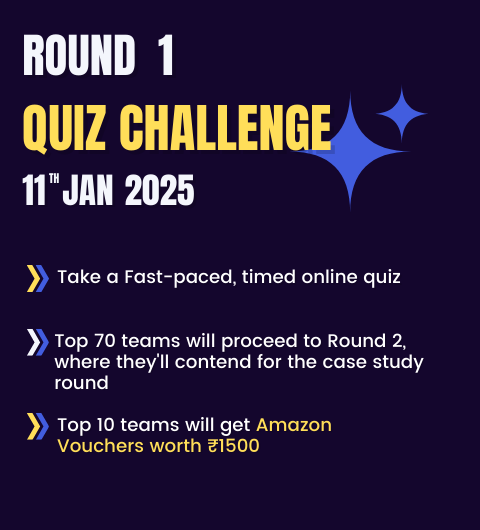 ROUND 1
QUIZ CHALLENGE
11TH JAN 2025
Take a Fast-paced, timed online quiz
Top 70 teams will proceed to Round 2,
where they'll contend for the case study
round
Top 10 teams will get Amazon
Vouchers worth ₹1500